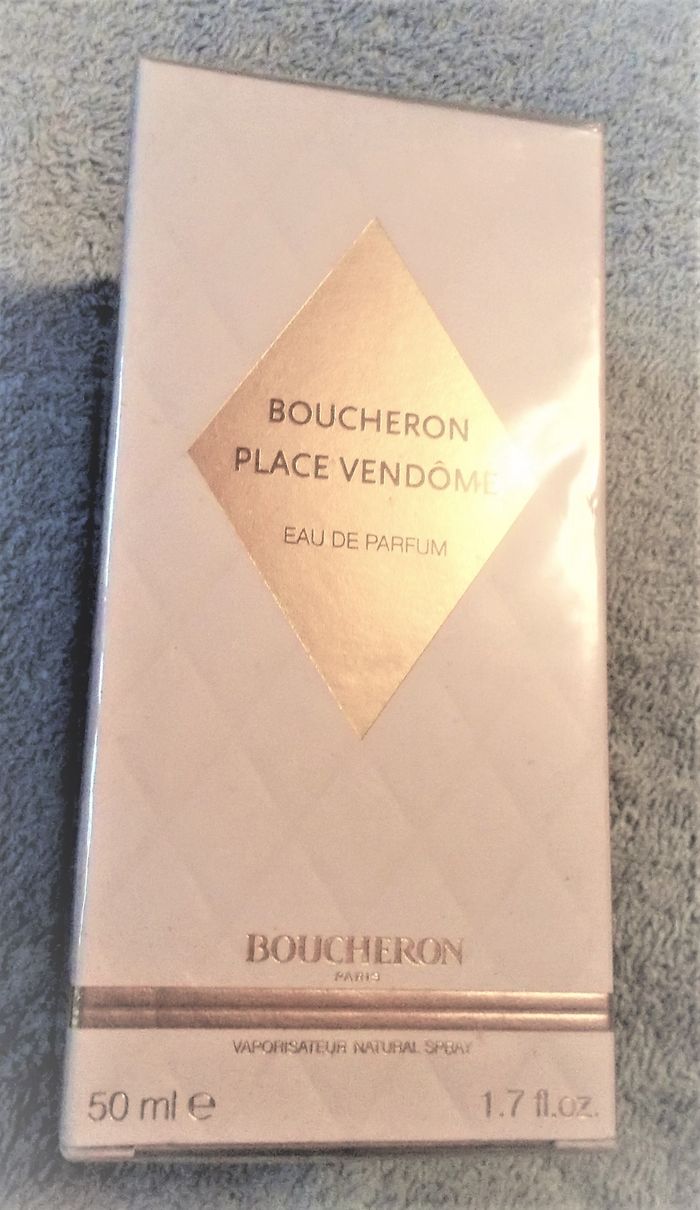 BOUCHERON
PLACE VENDÔME
EAU DE PARFUM
BOUCHERON
PARIS
VAPORISATEUR NATURAL SPRAY
50 ml ℮ 1.7 fl.oz.